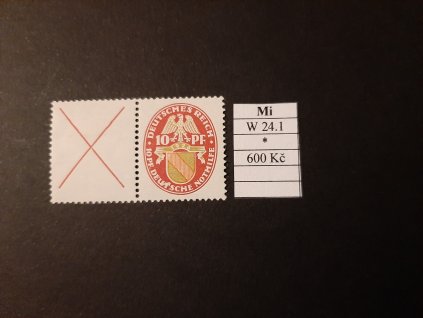 DEUTSCHES REICH
10 PF
10 Pf. DEUTSCHE NOTHILFE
Mi
W 24.1
*
600 Kč